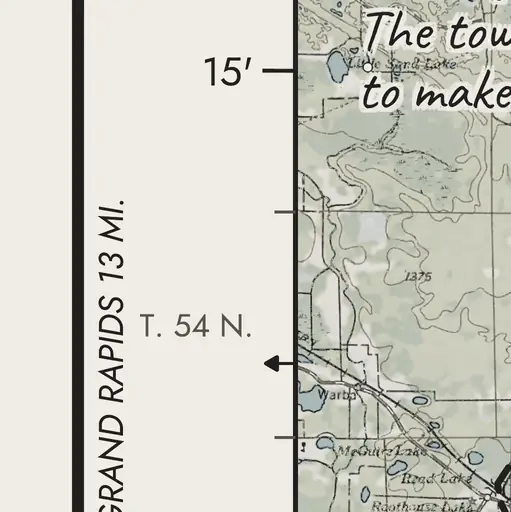 The tow
to make
Little Sand Lake
15'
GRAND RAPIDS 13 MI.
1375
T. 54 N.
Warba
McGuire Lake
Read Lake
Roothouse Lake